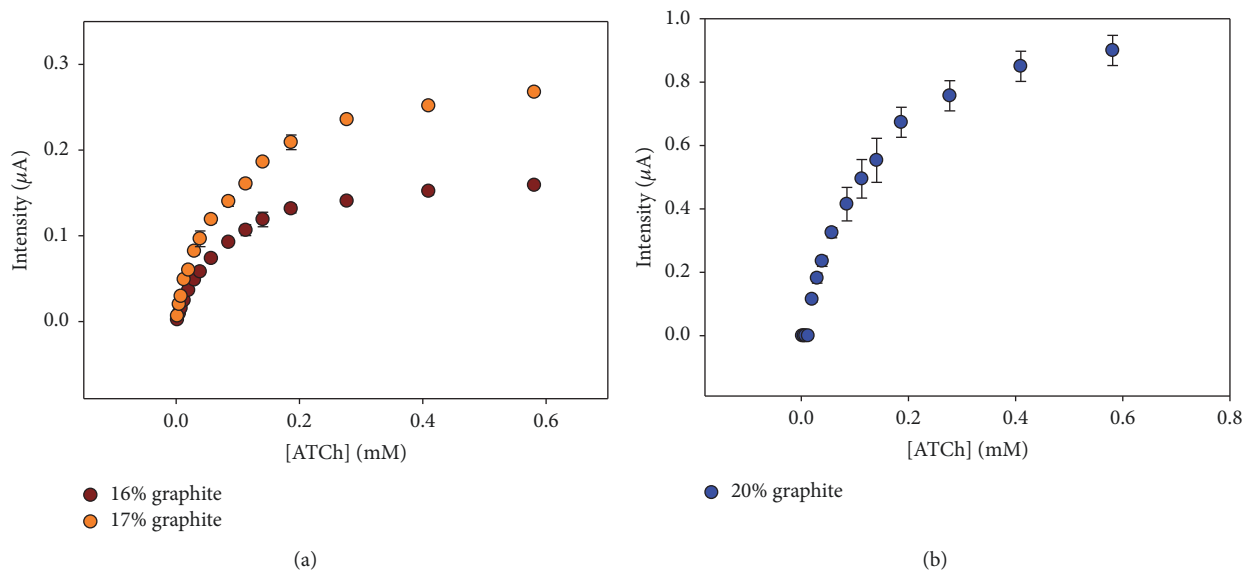 0.3
0.2
0.1
0.0
Intensity (μA)
0.0 0.2 0.4 0.6
[ATCh] (mM)
16% graphite
17% graphite
(a)
1.0
0.8
0.6
0.4
0.2
0.0
Intensity (μA)
0.0 0.2 0.4 0.6 0.8
[ATCh] (mM)
20% graphite
(b)